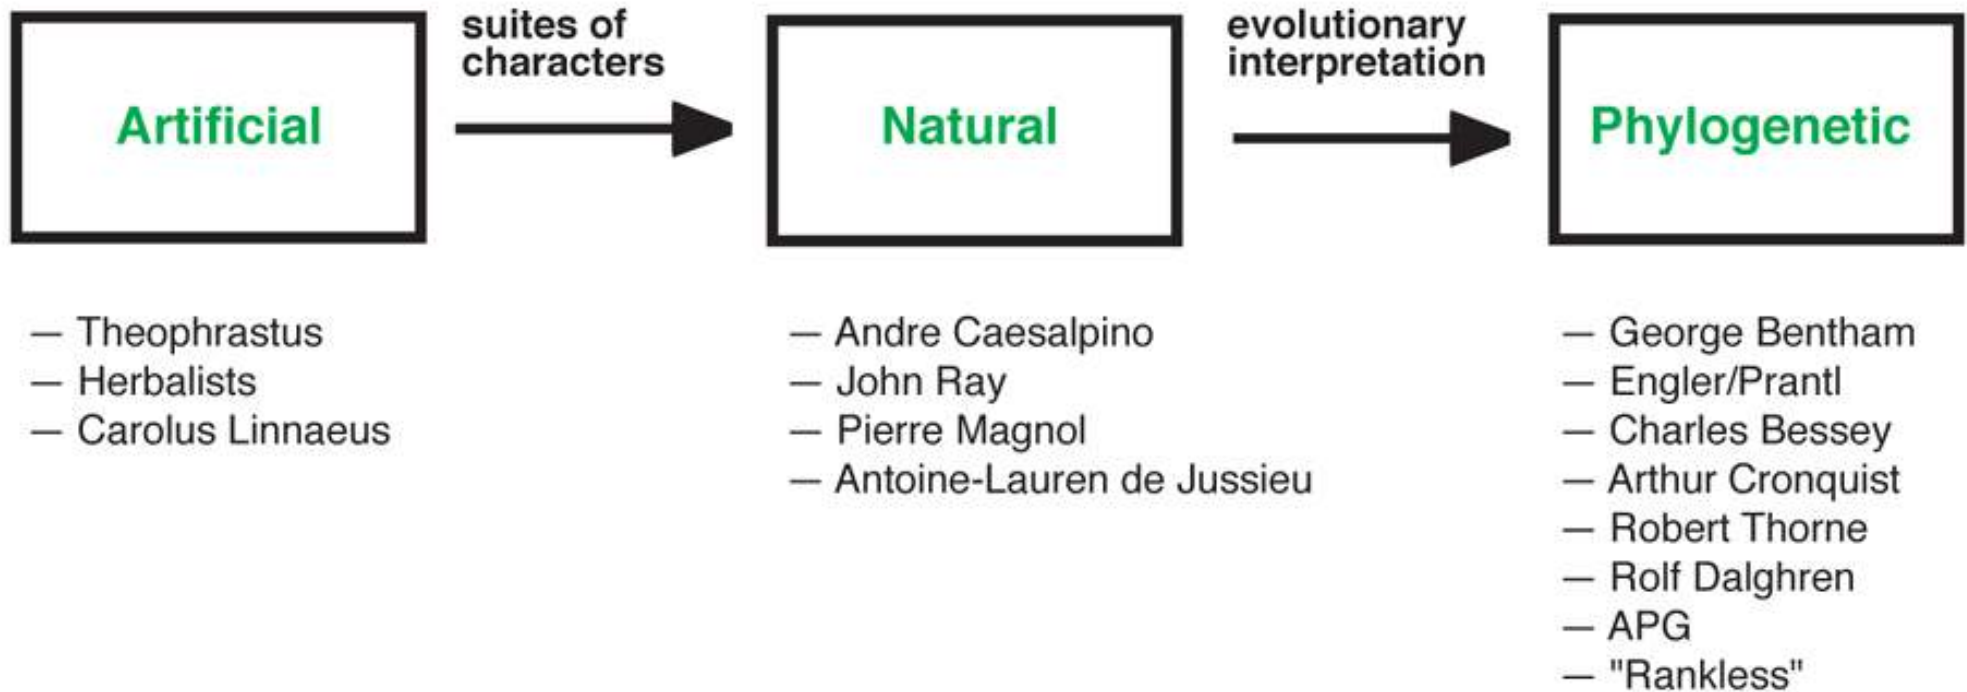 suites of
characters
evolutionary
interpretation
Artificial
Natural
Phylogenetic
— Theophrastus
— Herbalists
— Carolus Linnaeus
— Andre Caesalpino
— John Ray
— Pierre Magnol
— Antoine-Lauren de Jussieu
— George Bentham
— Engler/Prantl
— Charles Bessey
— Arthur Cronquist
— Robert Thorne
— Rolf Dalghren
— APG
— "Rankless"